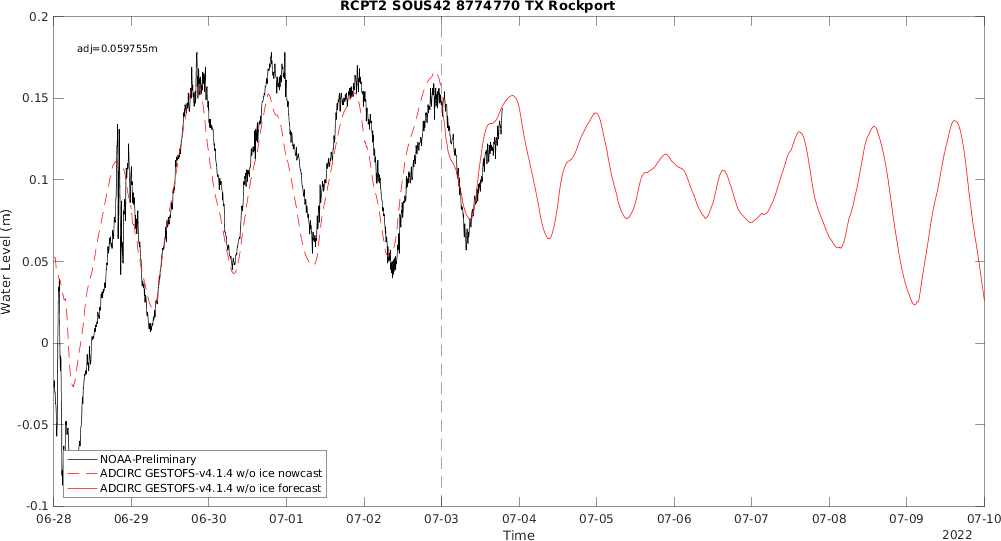 RCPT2 SOUS42 8774770 TX Rockport
adj=0.059755m
0.2
0.15
0.1
0.05
0
-0.05
-0.1
Water Level (m)
NOAA-Preliminary
ADCIRC GESTOFS-v4.1.4 w/o ice nowcast
ADCIRC GESTOFS-v4.1.4 w/o ice forecast
06-28 06-29 06-30 07-01 07-02 07-03 07-04 07-05 07-06 07-07 07-08 07-09 07-10
Time
2022